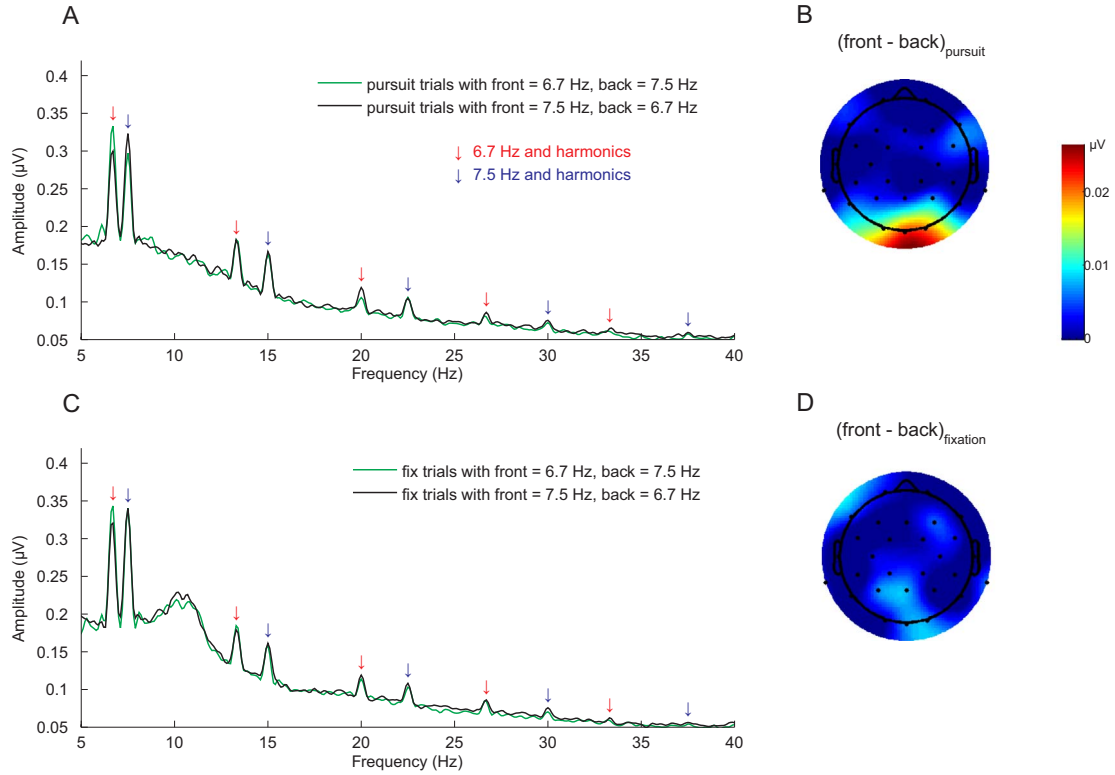 A
B
(front - back)pursuit
0.4
0.35
0.3
0.25
0.2
0.15
0.1
0.05
Amplitude (µV)
pursuit trials with front = 6.7 Hz, back = 7.5 Hz
pursuit trials with front = 7.5 Hz, back = 6.7 Hz
↓ 6.7 Hz and harmonics
↓ 7.5 Hz and harmonics
5 10 15 20 25 30 35 40
Frequency (Hz)
µV
0.02
0.01
0
C
D
(front - back)fixation
0.4
0.35
0.3
0.25
0.2
0.15
0.1
0.05
Amplitude (µV)
fix trials with front = 6.7 Hz, back = 7.5 Hz
fix trials with front = 7.5 Hz, back = 6.7 Hz
5 10 15 20 25 30 35 40
Frequency (Hz)